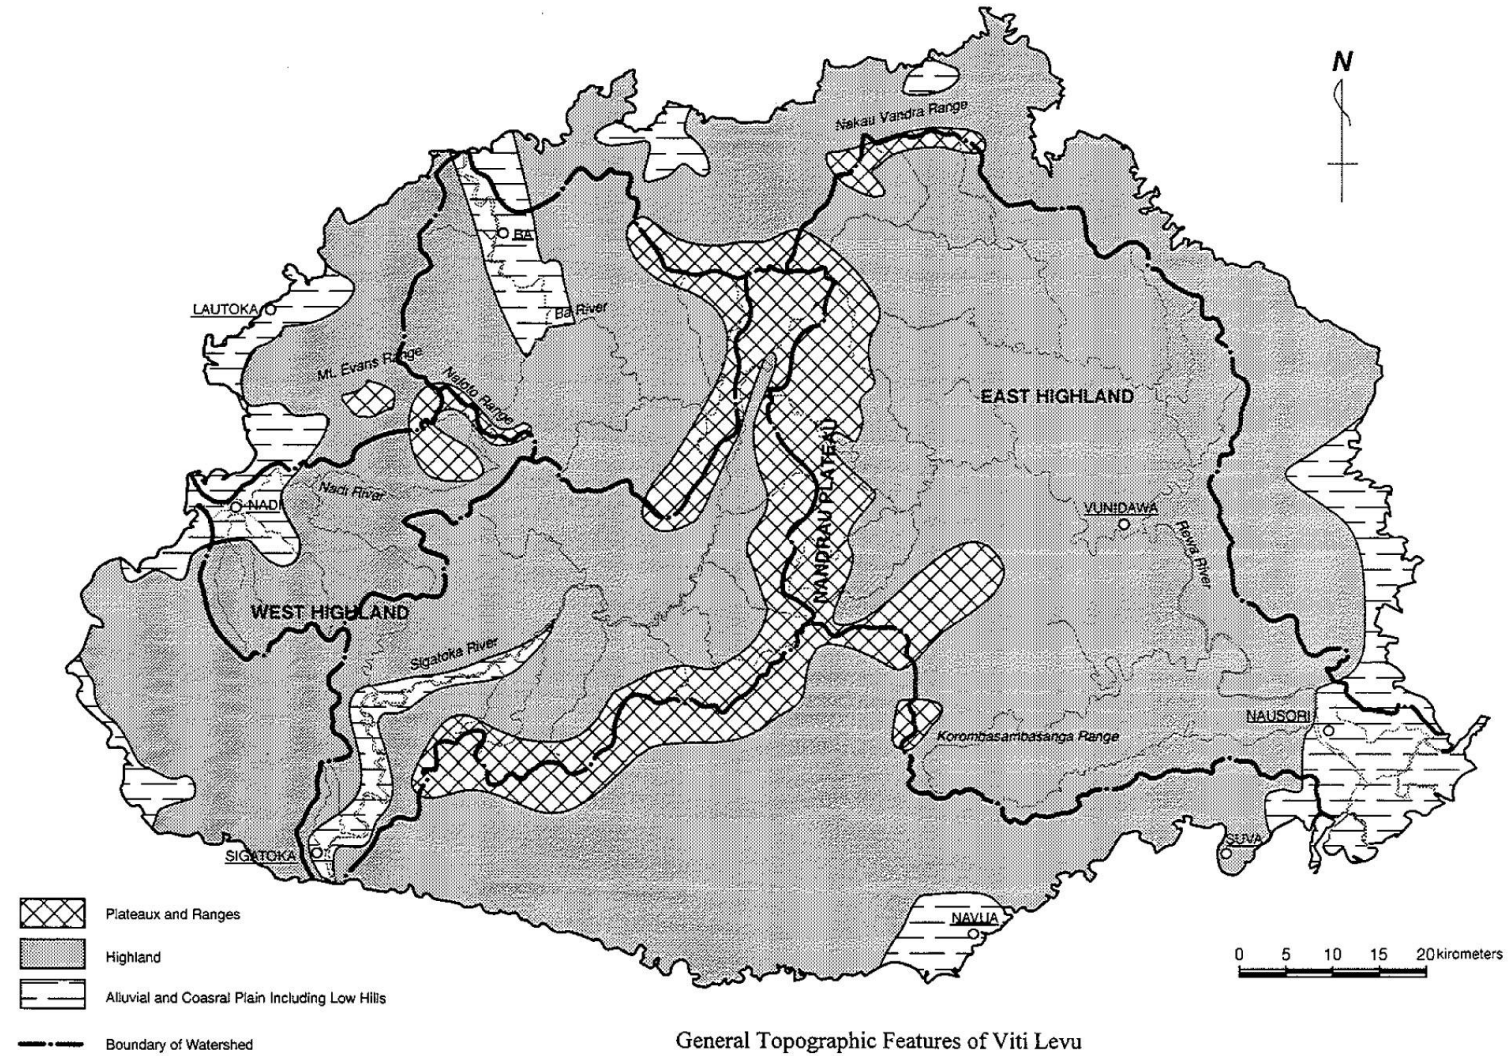 N
Nakau Vandra Range
BA
LAUTOKA
Ba River
Mt. Evans Range
Naloto Range
EAST HIGHLAND
NANDRAU PLATEAU
Nadi River
NADI
VUNIDAWA
Rewa River
WEST HIGHLAND
Sigatoka River
NAUSORI
Korombasambasanga Range
SIGATOKA
SUVA
NAVUA
Plateaux and Ranges
Highland
Alluvial and Coasral Plain Including Low Hills
Boundary of Watershed
0 5 10 15 20 kirometers
General Topographic Features of Viti Levu